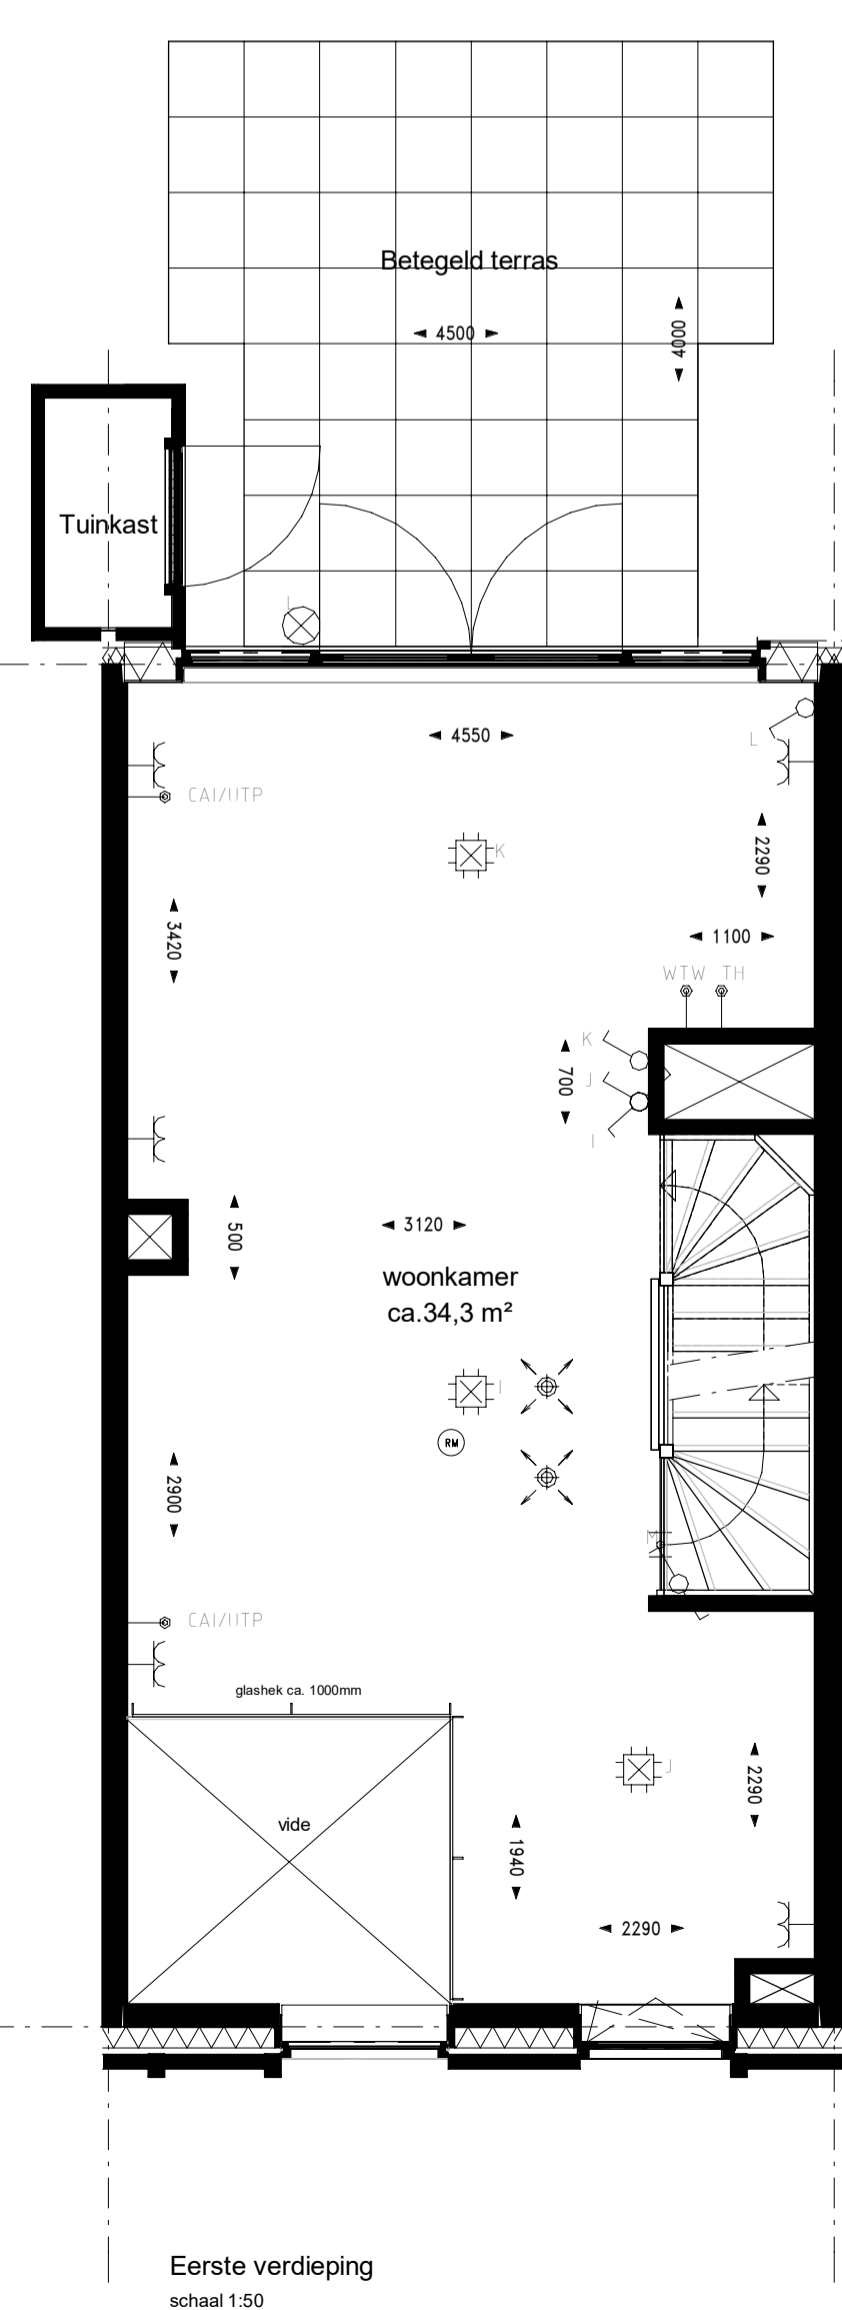 Betegeld terras
4500
4000
Tuinkast
L
4550
L
CAI/UTP
K
2290
3420
1100
WTW TH
K
J
I
700
500
3120
woonkamer
ca.34,3 m²
I
RM
2900
M
CAI/UTP
glashek ca. 1000mm
J
2290
vide
1940
2290
Eerste verdieping
schaal 1:50